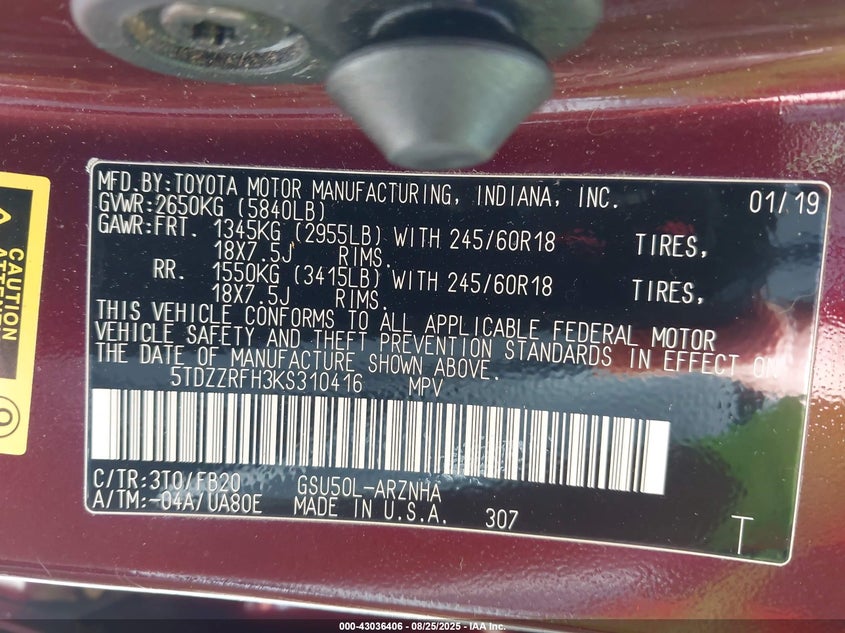 MFD.BY:TOYOTA MOTOR MANUFACTURING, INDIANA, INC. 01/19
GVWR:2650KG (5840LB)
GAWR:FRT. 1345KG (2955LB) WITH 245/60R18 TIRES,
18X7.5J RIMS.
RR. 1550KG (3415LB) WITH 245/60R18 TIRES,
18X7.5J RIMS.
THIS VEHICLE CONFORMS TO ALL APPLICABLE FEDERAL MOTOR
VEHICLE SAFETY AND THEFT PREVENTION STANDARDS IN EFFECT ON
THE DATE OF MANUFACTURE SHOWN ABOVE.
5TDZZRFH3KS310416 MPV
C/TR:3T0/FB20 GSU50L-ARZNHA
A/TM:-04A/UA80E MADE IN U.S.A. 307
T
CAUTION
000-43036406 - 08/25/2025 - IAA Inc.